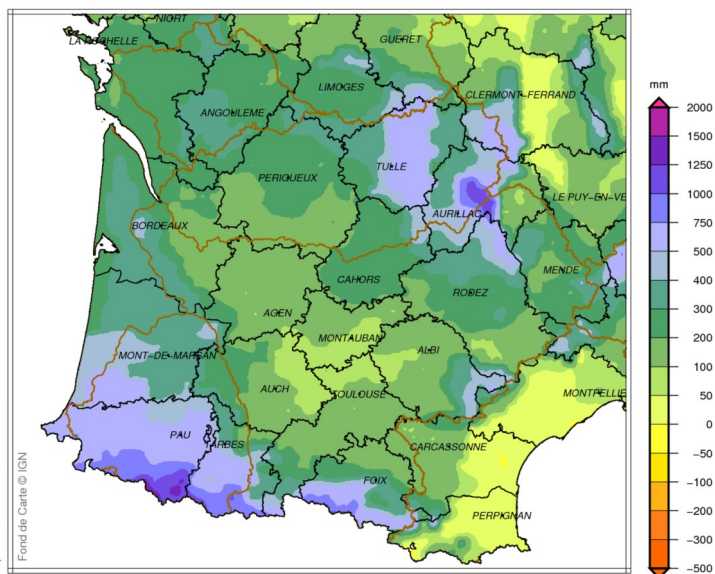 NIORT
LA ROCHELLE
GUERET
LIMOGES
CLERMONT-FERRAND
ANGOULEME
TULLE
PERIGUEUX
LE PUY-EN-VE
AURILLAC
BORDEAUX
CAHORS
MENDE
RODEZ
AGEN
MONTAUBAN
MONT-DE-MARSAN
ALBI
AUCH
TOULOUSE
MONTPELLIE
PAU
TARBES
CARCASSONNE
FOIX
PERPIGNAN
Fond de Carte © IGN
mm
2000
1500
1250
1000
750
500
400
300
200
100
50
0
-50
-100
-200
-300
-500